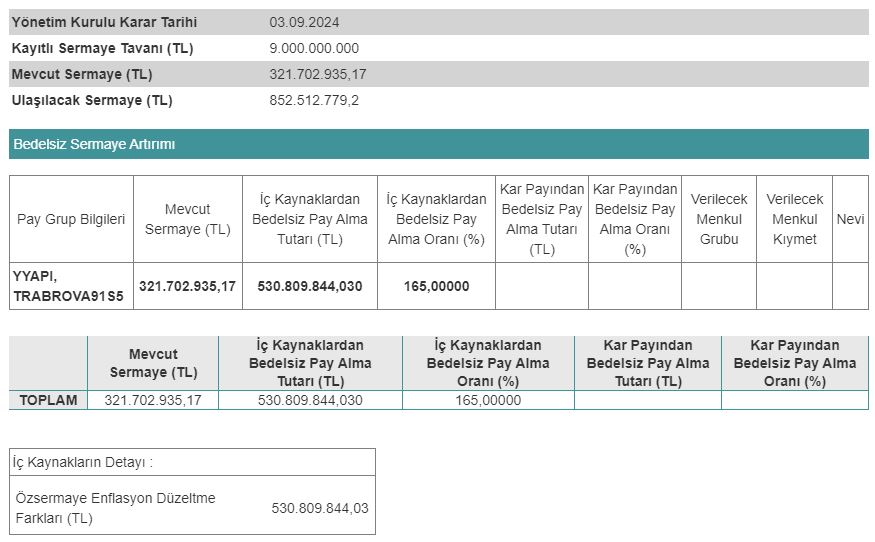 Yönetim Kurulu Karar Tarihi 03.09.2024
Kayıtlı Sermaye Tavanı (TL) 9.000.000.000
Mevcut Sermaye (TL) 321.702.935,17
Ulaşılacak Sermaye (TL) 852.512.779,2
Bedelsiz Sermaye Artırımı
Pay Grup Bilgileri
Mevcut
Sermaye (TL)
İç Kaynaklardan
Bedelsiz Pay Alma
Tutarı (TL)
İç Kaynaklardan
Bedelsiz Pay
Alma Oranı (%)
Kar Payından
Bedelsiz Pay
Alma Tutarı
(TL)
Kar Payından
Bedelsiz Pay
Alma Oranı
(%)
Verilecek
Menkul
Grubu
Verilecek
Menkul
Kıymet
Nevi
YYAPI,
TRABROVA91S5
321.702.935,17
530.809.844,030
165,00000
Mevcut
Sermaye (TL)
İç Kaynaklardan
Bedelsiz Pay Alma
Tutarı (TL)
İç Kaynaklardan
Bedelsiz Pay Alma
Oranı (%)
Kar Payından
Bedelsiz Pay Alma
Tutarı (TL)
Kar Payından
Bedelsiz Pay Alma
Oranı (%)
TOPLAM 321.702.935,17 530.809.844,030 165,00000
İç Kaynakların Detayı :
Özsermaye Enflasyon Düzeltme
Farkları (TL)
530.809.844,03